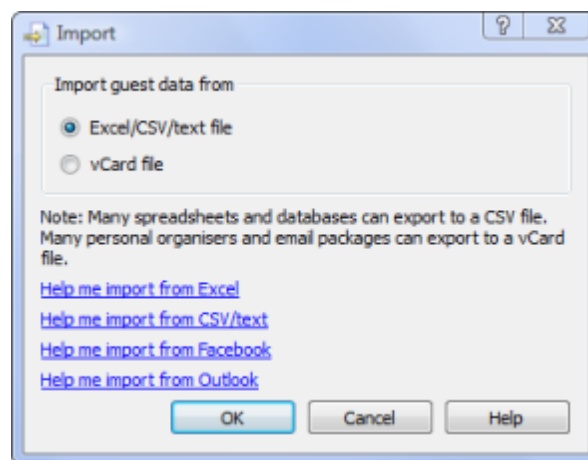 Import
Import guest data from
Excel/CSV/text file
vCard file
Note: Many spreadsheets and databases can export to a CSV file.
Many personal organisers and email packages can export to a vCard
file.
Help me import from Excel
Help me import from CSV/text
Help me import from Facebook
Help me import from Outlook
OK Cancel Help